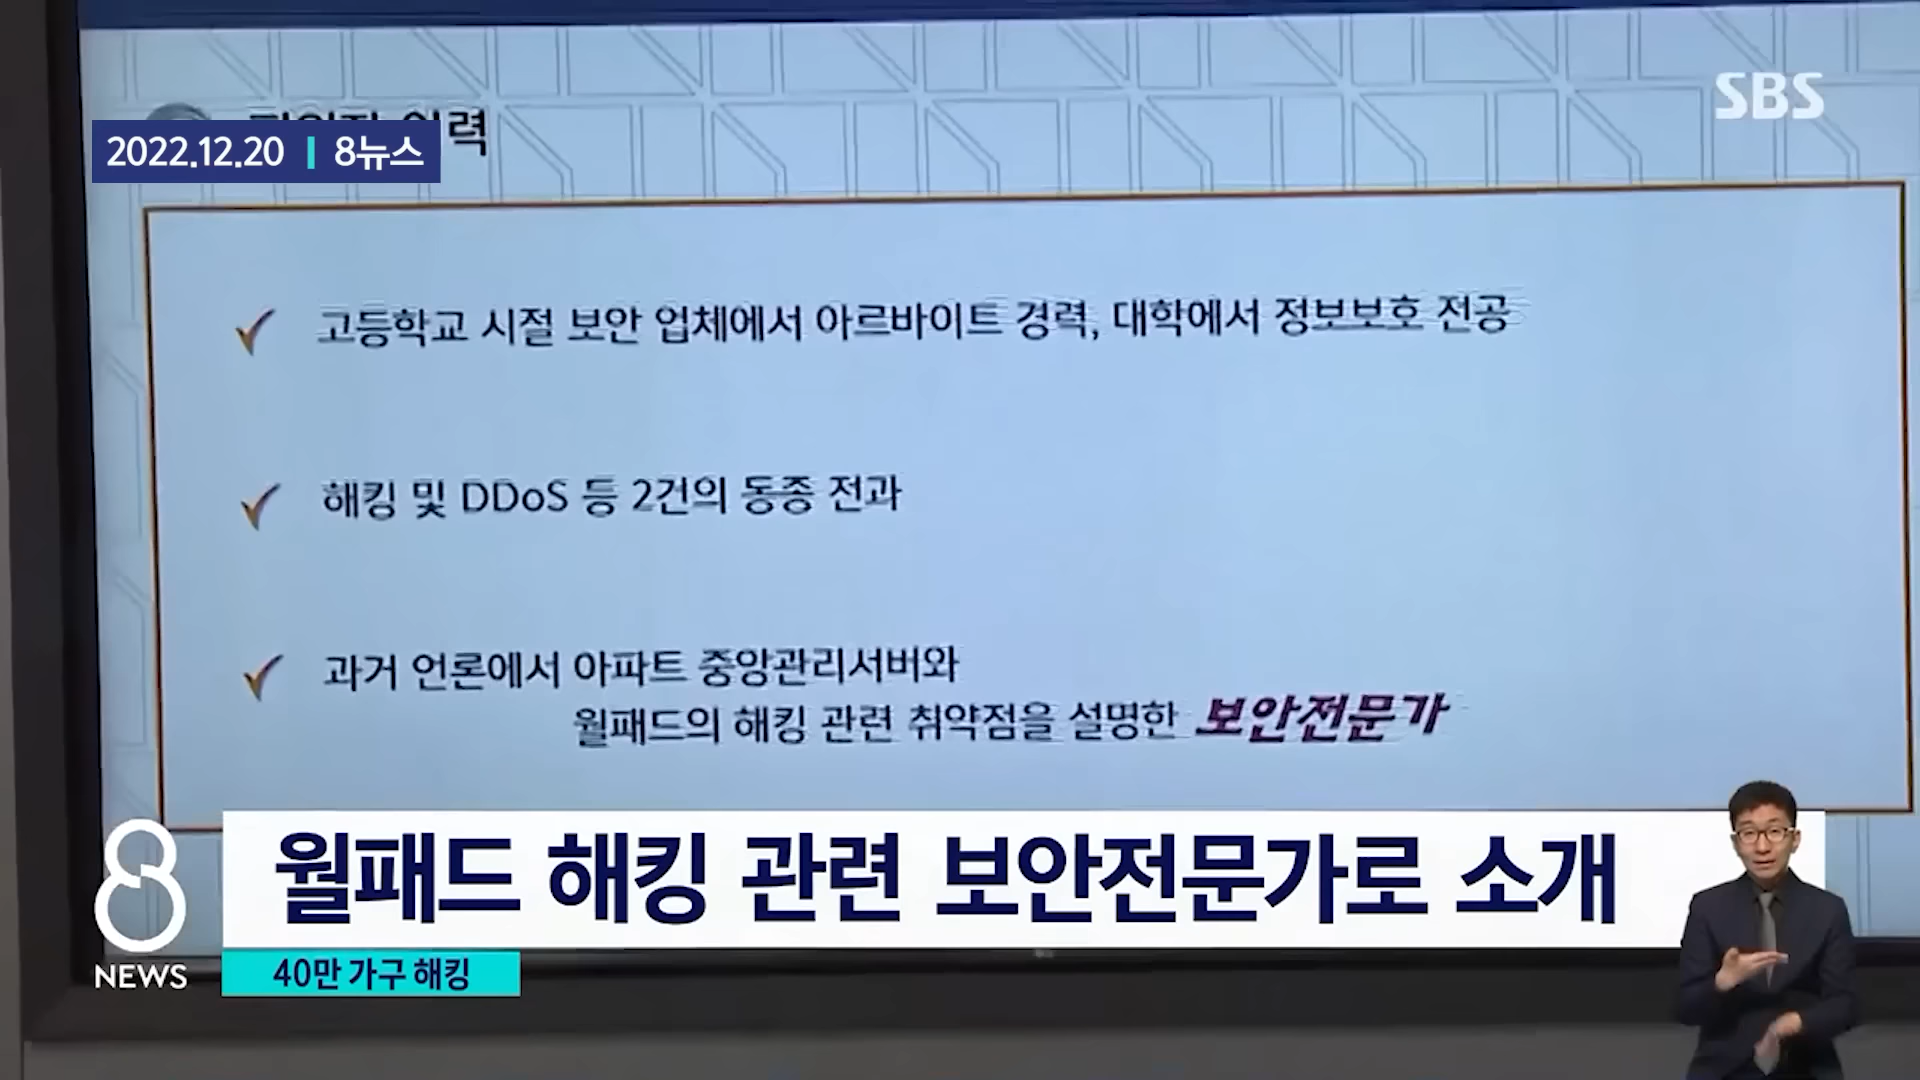 SBS
력
2022.12.20 | 8뉴스
고등학교 시절 보안 업체에서 아르바이트 경력, 대학에서 정보보호 전공
해킹 및 DDoS 등 2건의 동종 전과
과거 언론에서 아파트 중앙관리서버와
월패드의 해킹 관련 취약점을 설명한 보안전문가
월패드 해킹 관련 보안전문가로 소개
8
NEWS
40만 가구 해킹